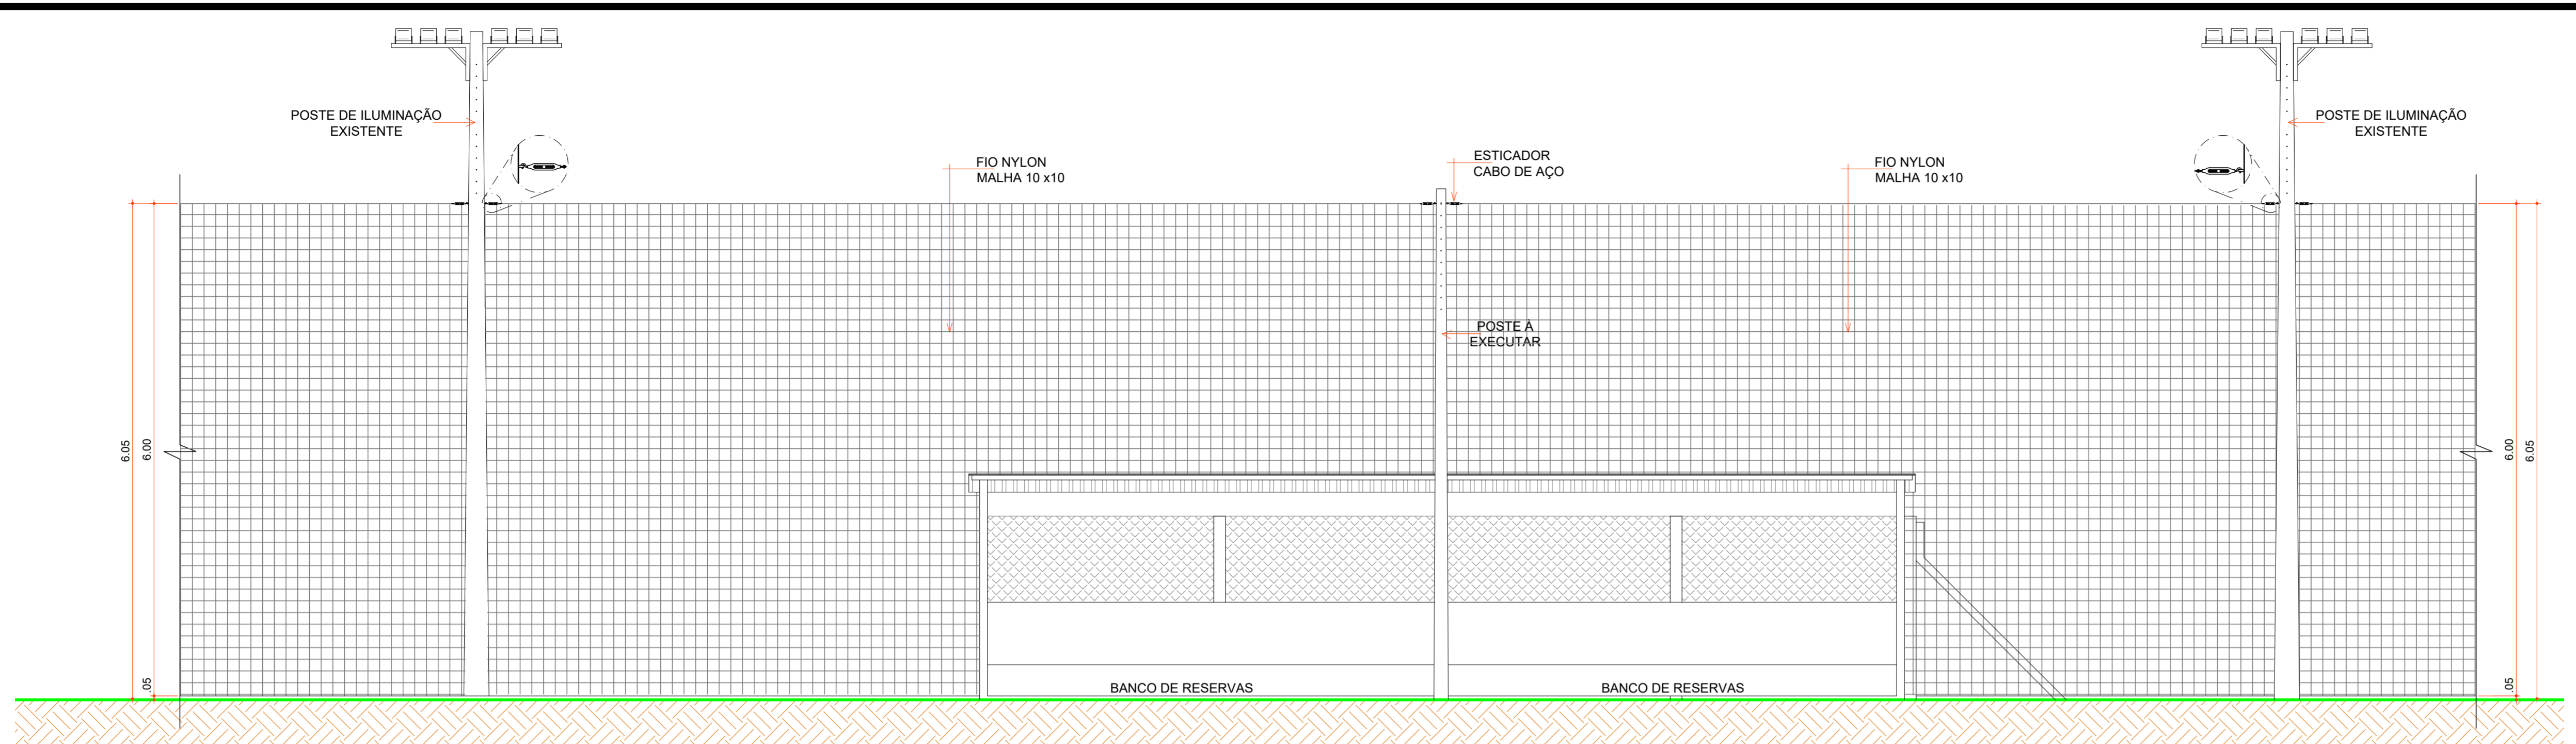 POSTE DE ILUMINAÇÃO
EXISTENTE
POSTE DE ILUMINAÇÃO
EXISTENTE
FIO NYLON
MALHA 10 x10
ESTICADOR
CABO DE AÇO
FIO NYLON
MALHA 10 x10
POSTE À
EXECUTAR
6.05
6.00
.05
6.00
6.05
.05
BANCO DE RESERVAS
BANCO DE RESERVAS